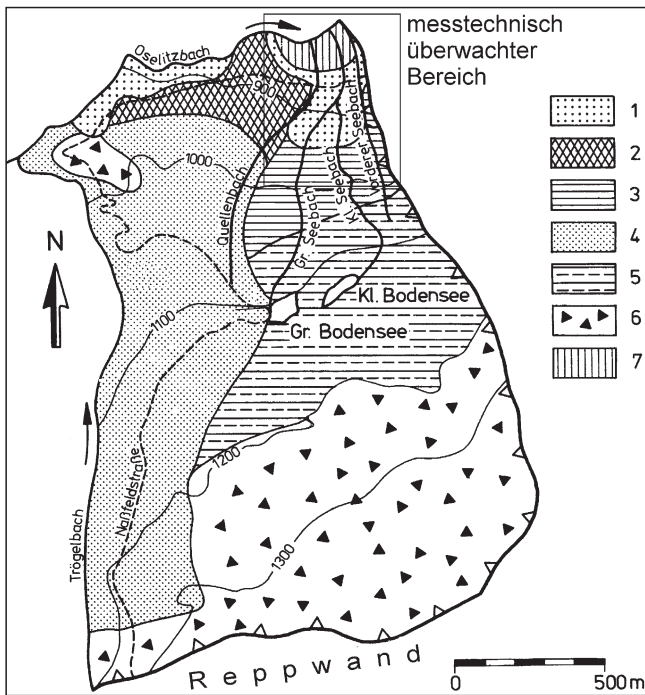 messtechnisch
überwachter
Bereich
Oselitzbach
900
1
2
3
4
5
6
7
1000
N
Quellenbach
Gr. Seebach
Kl. Seebach
Vorderer Seebach
Kl. Bodensee
Gr. Bodensee
1100
Naßfeldstraße
Trögelbach
1200
1300
Reppwand
0 500m